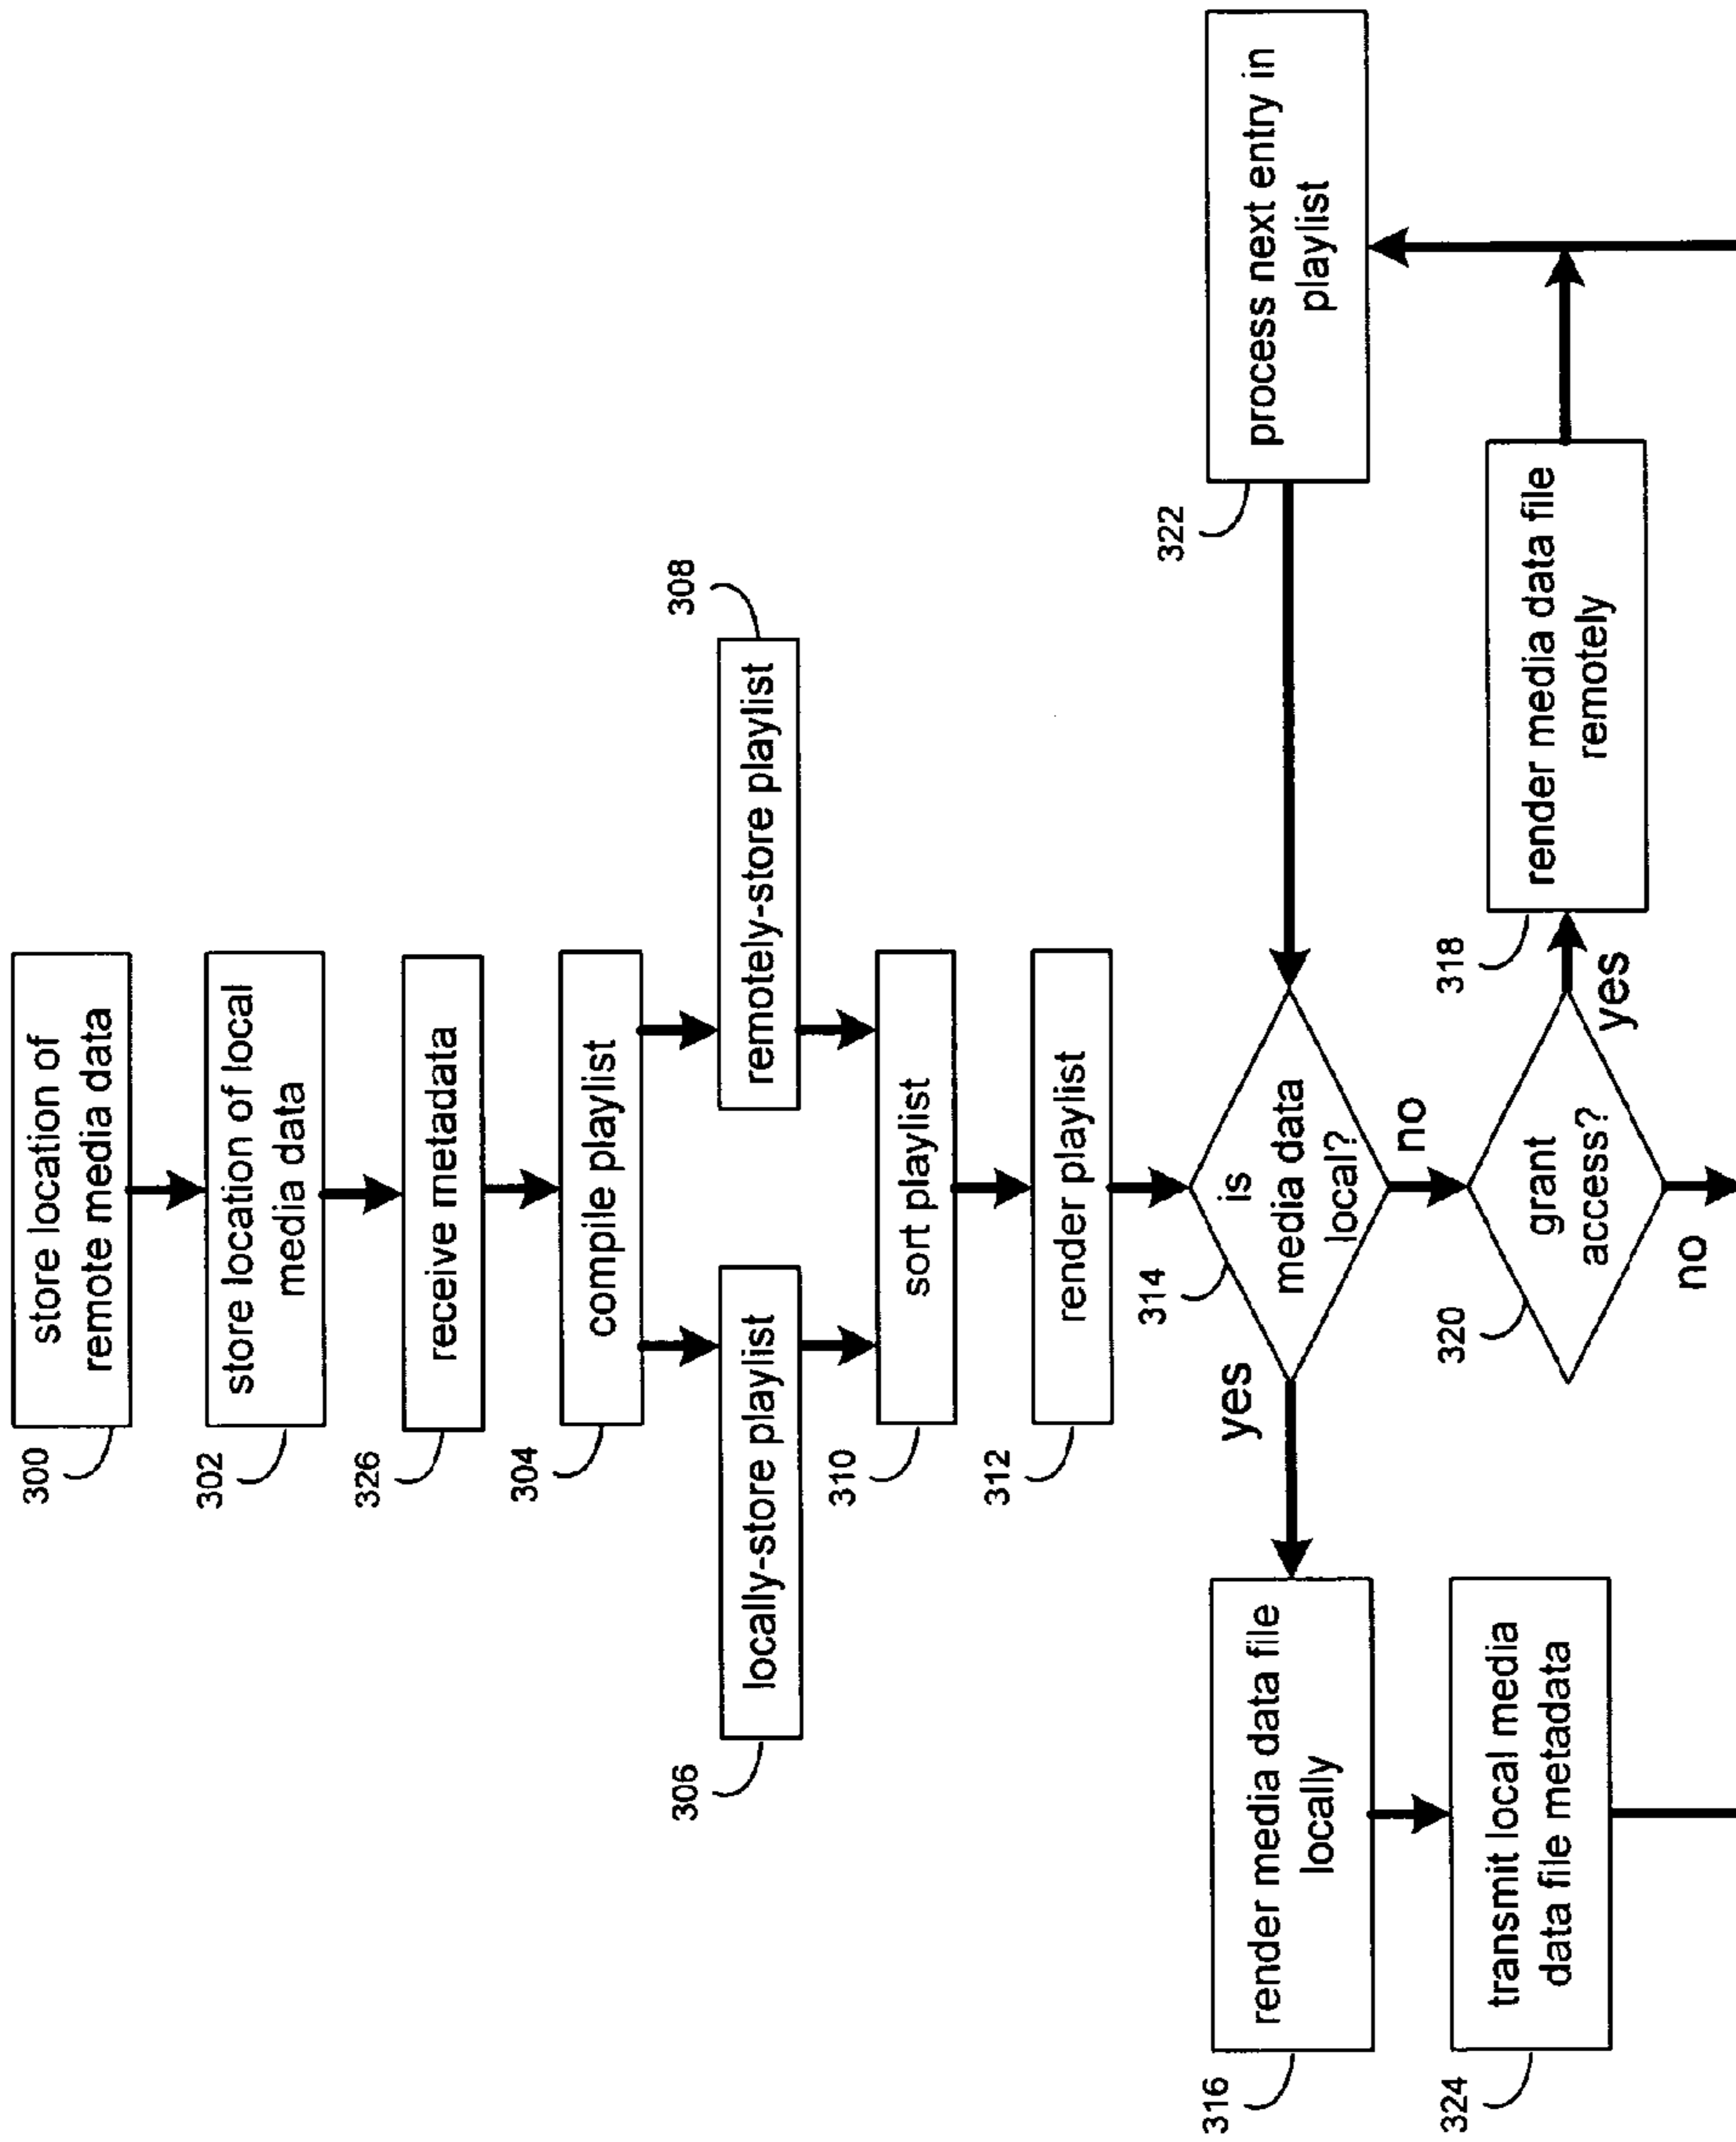 store location of
remote media data
300
store location of local
media data
302
receive metadata
326
compile playlist
304
locally-store playlist
306
remotely-store playlist
308
sort playlist
310
render playlist
312
is
media data
local?
314
yes
no
render media data file
locally
316
process next entry in
playlist
322
transmit local media
data file metadata
324
grant
access?
320
yes
no
render media data file
remotely
318